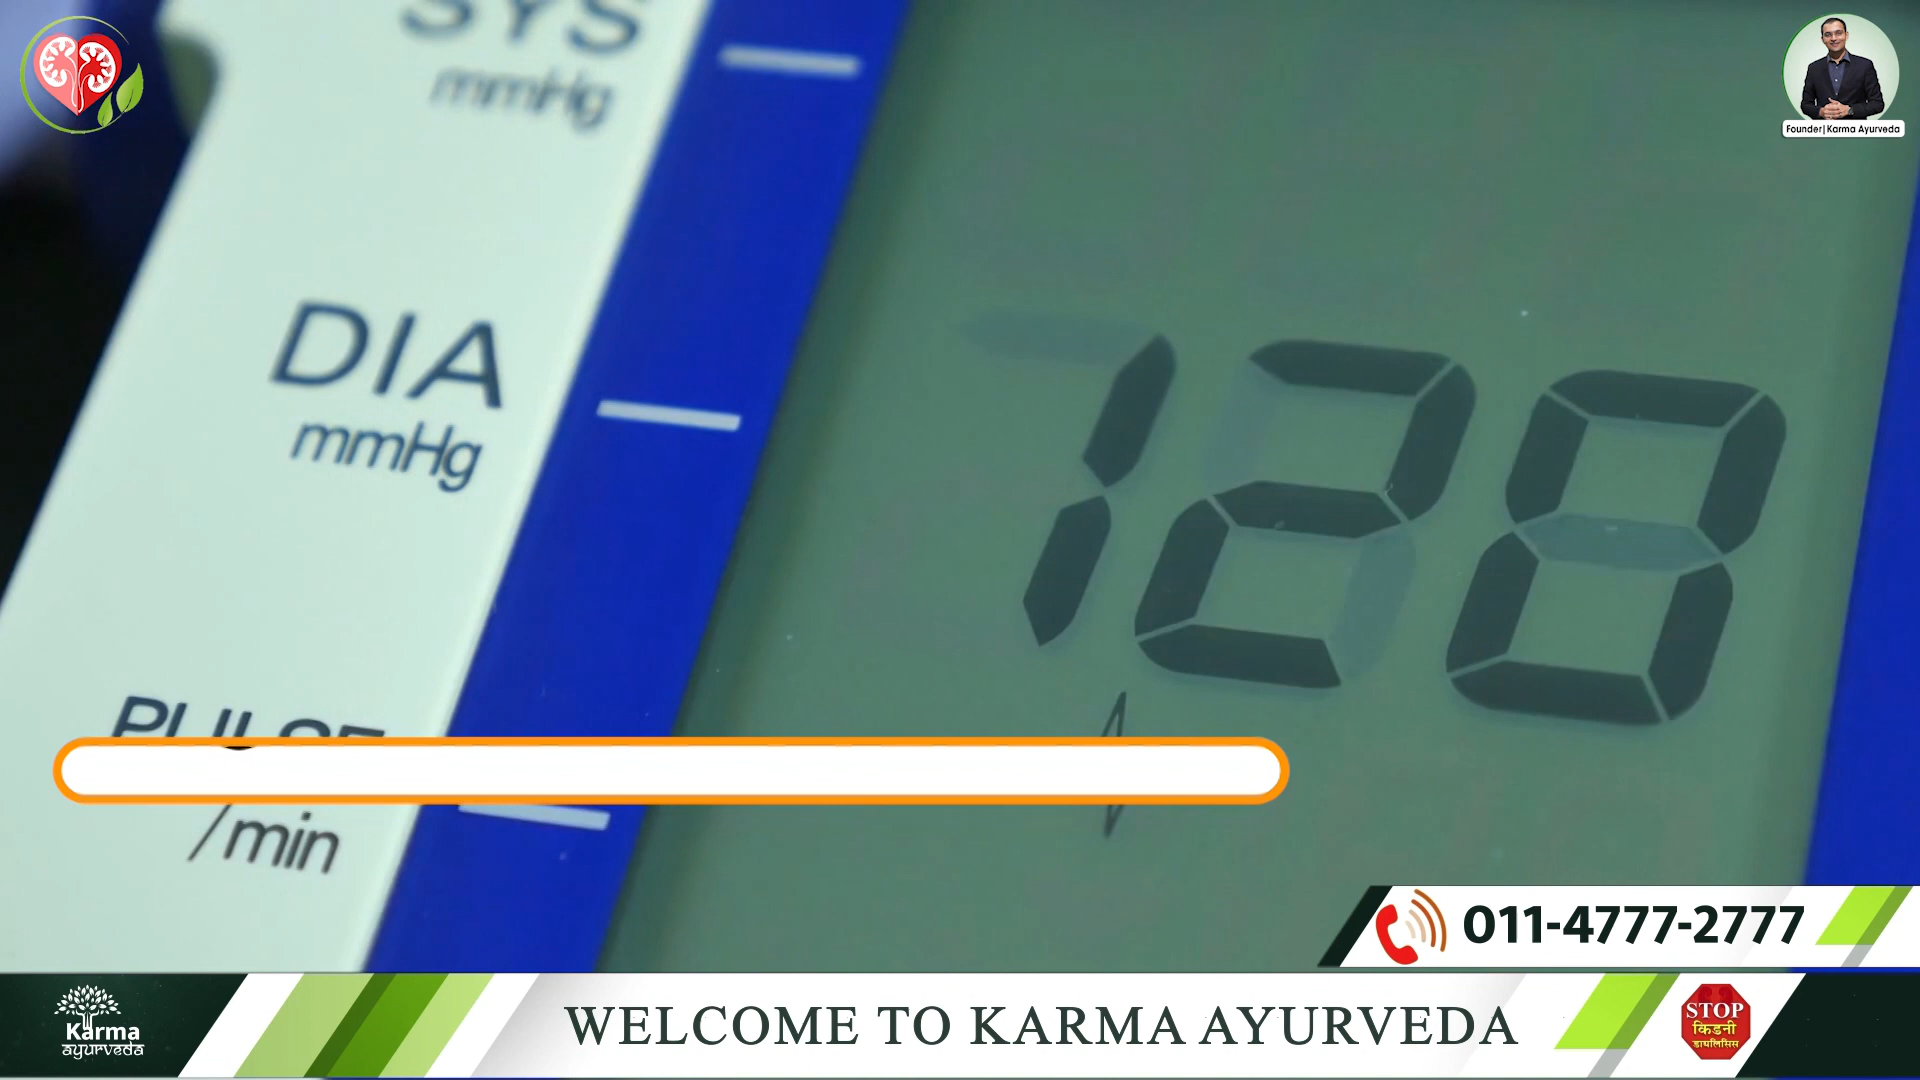 SYS
mmHg
Founder|Karma Ayurveda
DIA
mmHg
128
PULSE
/min
011-4777-2777
Karma
ayurveda
WELCOME TO KARMA AYURVEDA
STOP
किडनी
डायलिसिस